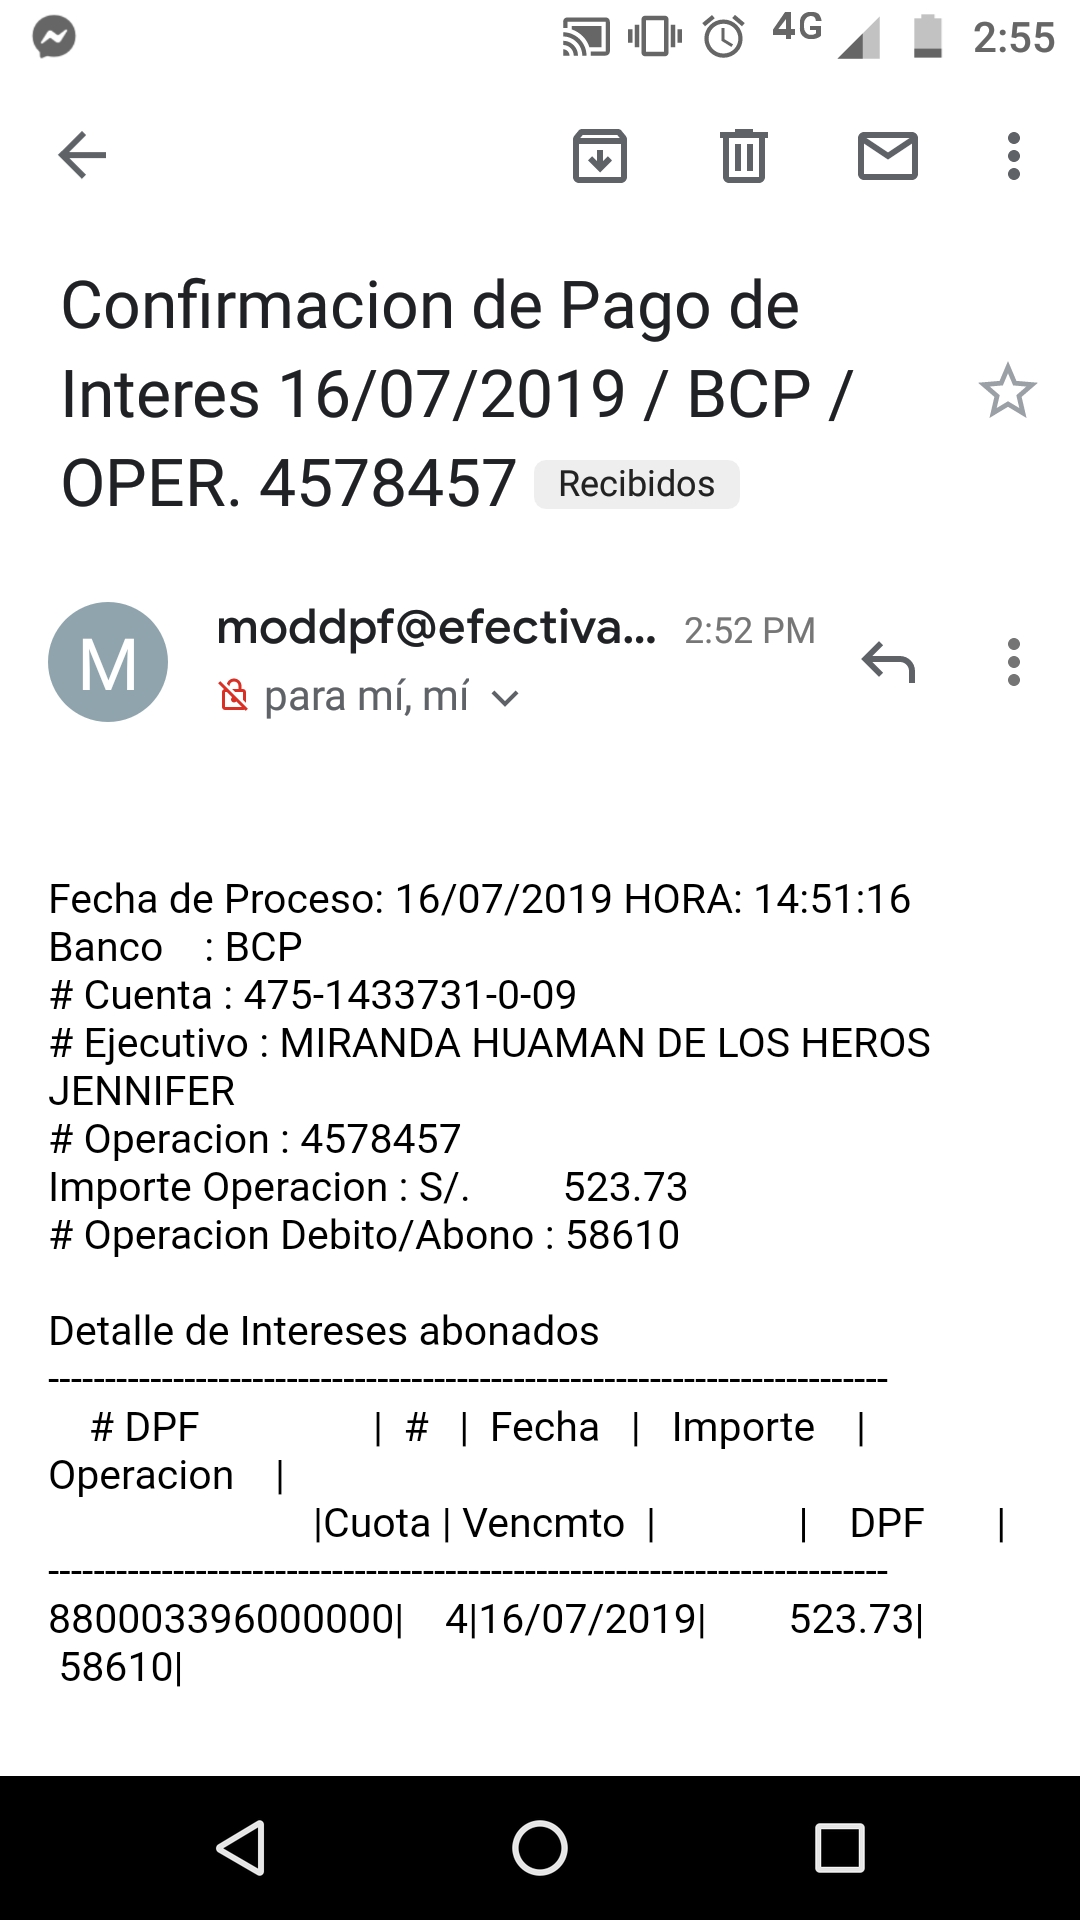 4G 2:55
Confirmacion de Pago de
Interes 16/07/2019 / BCP /
OPER. 4578457 Recibidos
M
moddpf@efectiva... 2:52 PM
para mí, mí
Fecha de Proceso: 16/07/2019 HORA: 14:51:16
Banco : BCP
# Cuenta : 475-1433731-0-09
# Ejecutivo : MIRANDA HUAMAN DE LOS HEROS
JENNIFER
# Operacion : 4578457
Importe Operacion : S/. 523.73
# Operacion Debito/Abono : 58610
Detalle de Intereses abonados
---------------------------------------------------------------------------
# DPF | # | Fecha | Importe |
Operacion |
|Cuota | Vencmto | | DPF |
---------------------------------------------------------------------------
880003396000000| 4|16/07/2019| 523.73|
58610|